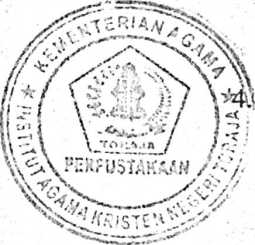 KEMENTERIAN AGAMA
TORAJA
PERPUSTAKAAN
INSTITUT AGAMA KRISTEN NEGERI TORAJA